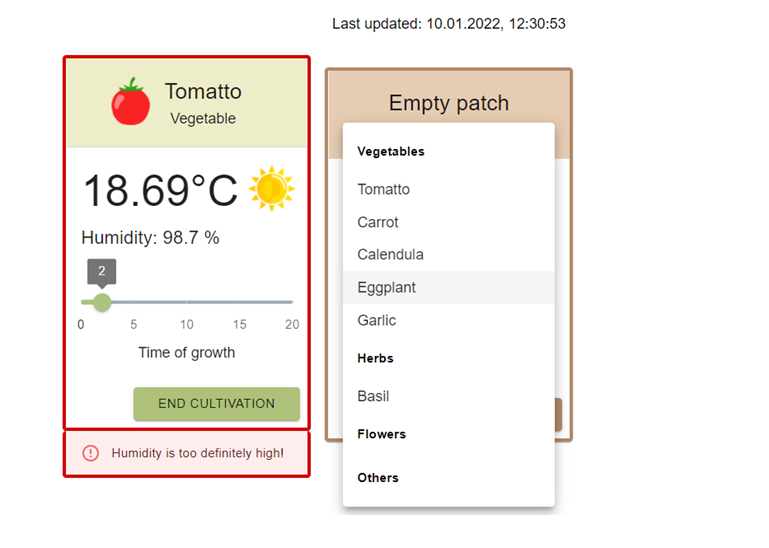 Last updated: 10.01.2022, 12:30:53
Tomatto
Vegetable
18.69°C
Humidity: 98.7 %
2
0 5 10 15 20
Time of growth
END CULTIVATION
Humidity is too definitely high!
Empty patch
Vegetables
Tomatto
Carrot
Calendula
Eggplant
Garlic
Herbs
Basil
Flowers
Others